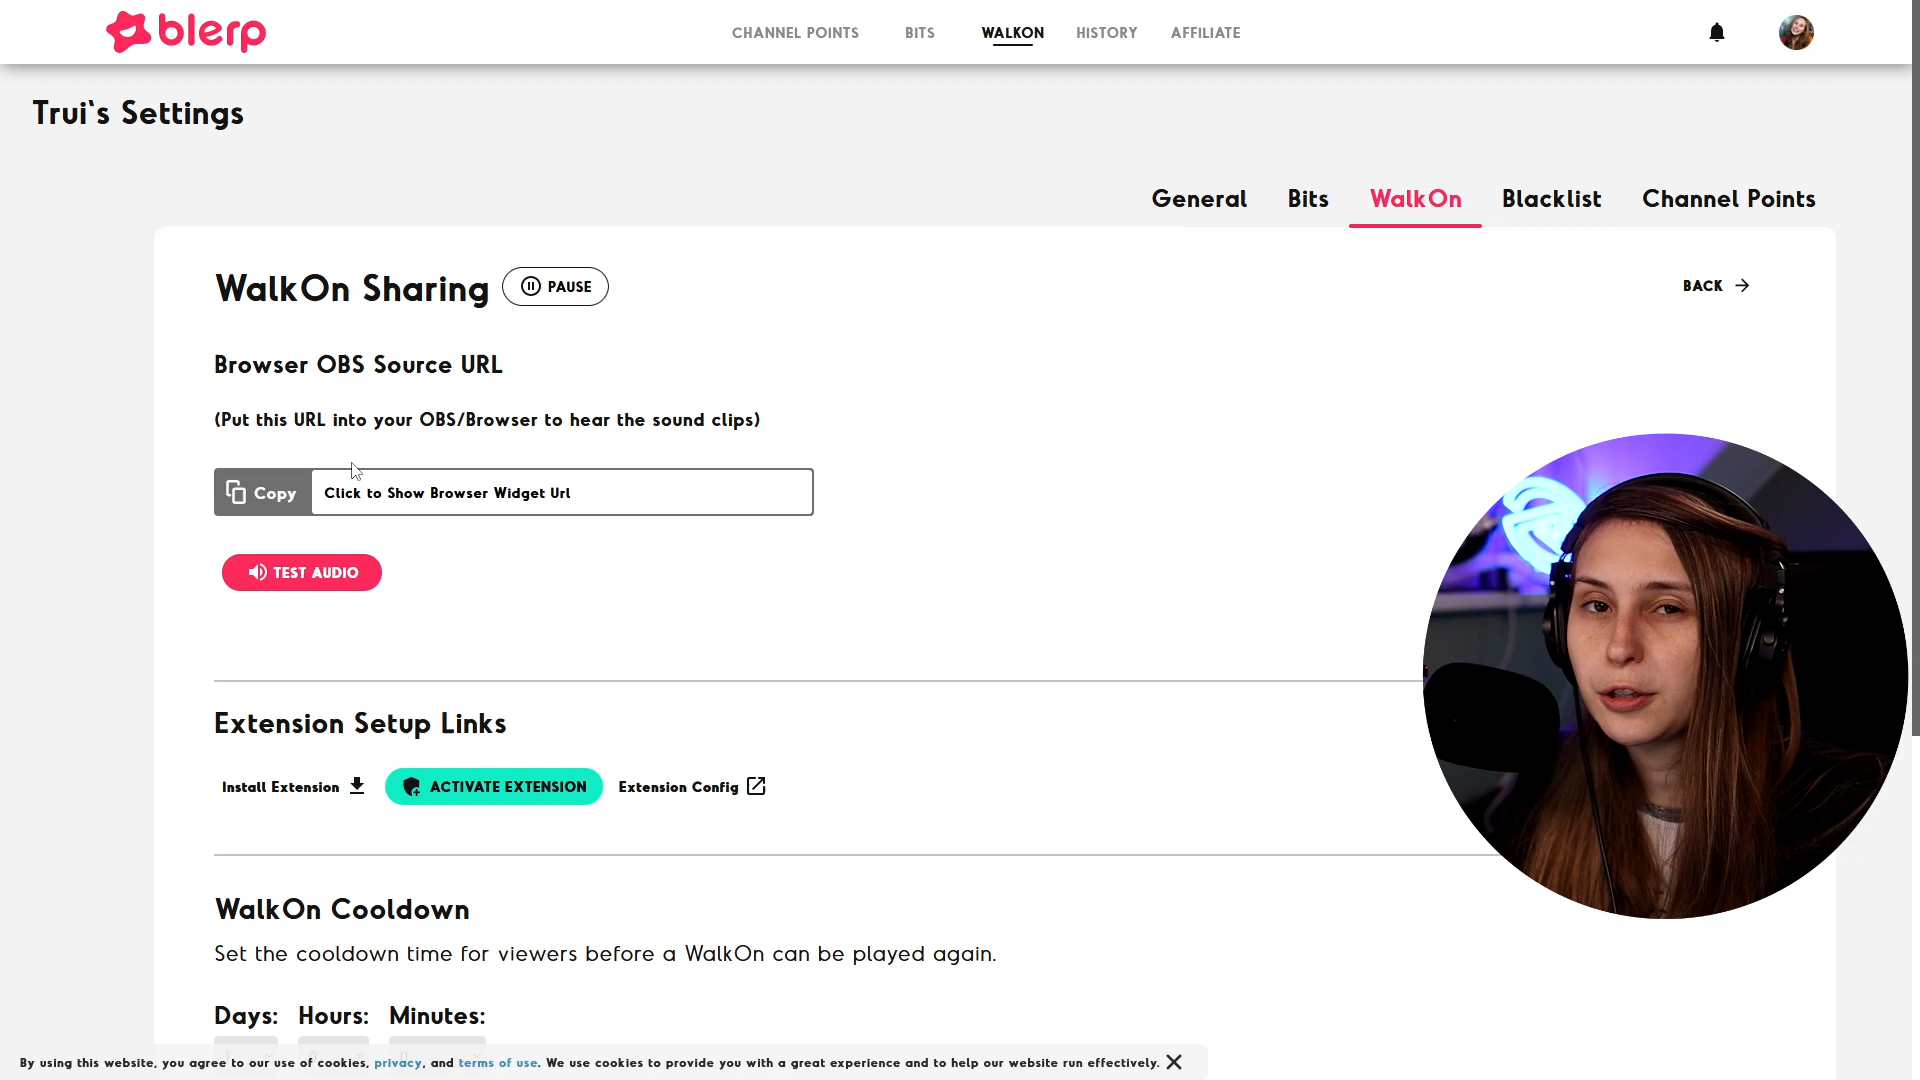 blerp
CHANNEL POINTS BITS WALKON HISTORY AFFILIATE
Trui`s Settings
General Bits WalkOn Blacklist Channel Points
WalkOn Sharing PAUSE BACK
Browser OBS Source URL
(Put this URL into your OBS/Browser to hear the sound clips)
Copy Click to Show Browser Widget Url
TEST AUDIO
Extension Setup Links
Install Extension ACTIVATE EXTENSION Extension Config
WalkOn Cooldown
Set the cooldown time for viewers before a WalkOn can be played again.
Days: Hours: Minutes:
By using this website, you agree to our use of cookies, privacy, and terms of use. We use cookies to provide you with a great experience and to help our website run effectively.